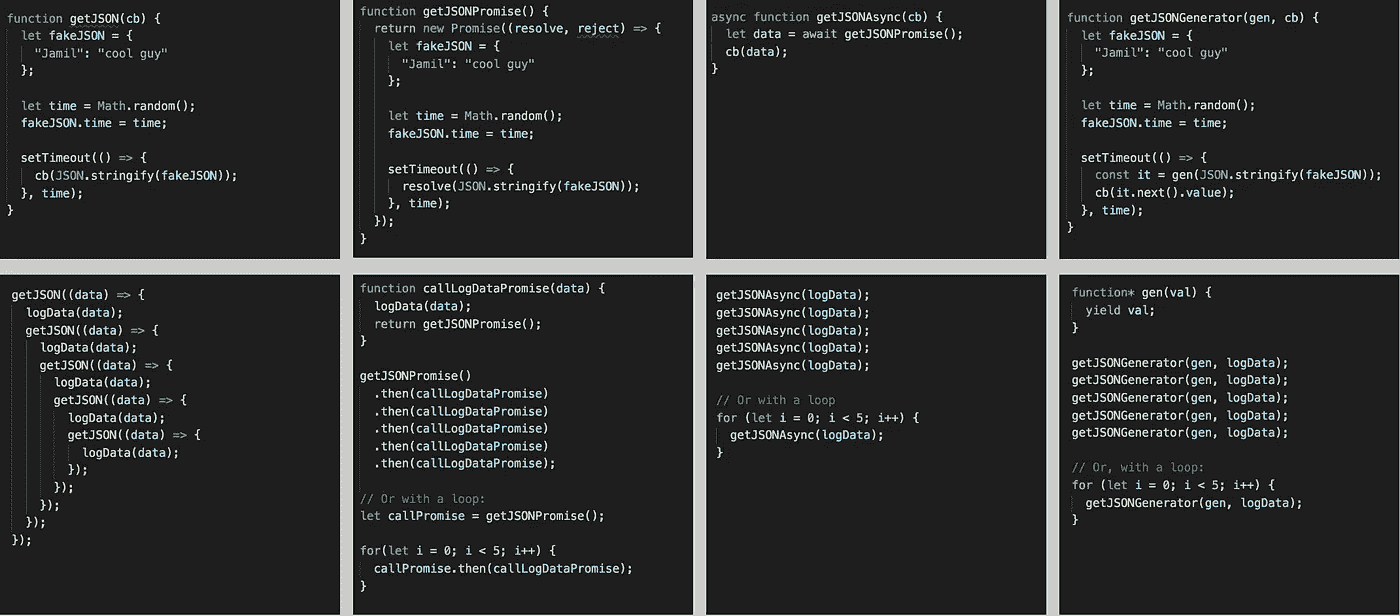 function getJSON(cb) {
  let fakeJSON = {
    "Jamil": "cool guy"
  };

  let time = Math.random();
  fakeJSON.time = time;

  setTimeout(() => {
    cb(JSON.stringify(fakeJSON));
  }, time);
}
function getJSONPromise() {
  return new Promise((resolve, reject) => {
    let fakeJSON = {
      "Jamil": "cool guy"
    };

    let time = Math.random();
    fakeJSON.time = time;

    setTimeout(() => {
      resolve(JSON.stringify(fakeJSON));
    }, time);
  });
}
async function getJSONAsync(cb) {
  let data = await getJSONPromise();
  cb(data);
}
function getJSONGenerator(gen, cb) {
  let fakeJSON = {
    "Jamil": "cool guy"
  };

  let time = Math.random();
  fakeJSON.time = time;

  setTimeout(() => {
    const it = gen(JSON.stringify(fakeJSON));
    cb(it.next().value);
  }, time);
}
getJSON((data) => {
  logData(data);
  getJSON((data) => {
    logData(data);
    getJSON((data) => {
      logData(data);
      getJSON((data) => {
        logData(data);
        getJSON((data) => {
          logData(data);
        });
      });
    });
  });
});
function callLogDataPromise(data) {
  logData(data);
  return getJSONPromise();
}

getJSONPromise()
  .then(callLogDataPromise)
  .then(callLogDataPromise)
  .then(callLogDataPromise)
  .then(callLogDataPromise)
  .then(callLogDataPromise);

// Or with a loop:
let callPromise = getJSONPromise();

for(let i = 0; i < 5; i++) {
  callPromise.then(callLogDataPromise);
}
getJSONAsync(logData);
getJSONAsync(logData);
getJSONAsync(logData);
getJSONAsync(logData);
getJSONAsync(logData);

// Or with a loop
for (let i = 0; i < 5; i++) {
  getJSONAsync(logData);
}
function* gen(val) {
  yield val;
}

getJSONGenerator(gen, logData);
getJSONGenerator(gen, logData);
getJSONGenerator(gen, logData);
getJSONGenerator(gen, logData);
getJSONGenerator(gen, logData);

// Or, with a loop:
for (let i = 0; i < 5; i++) {
  getJSONGenerator(gen, logData);
}